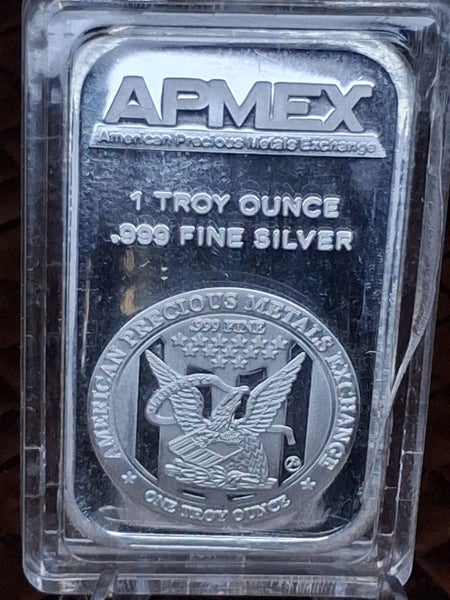 APMEX
American Precious Metals Exchange
1 TROY OUNCE
.999 FINE SILVER
AMERICAN PRECIOUS METALS EXCHANGE
.999 FINE
ONE TROY OUNCE